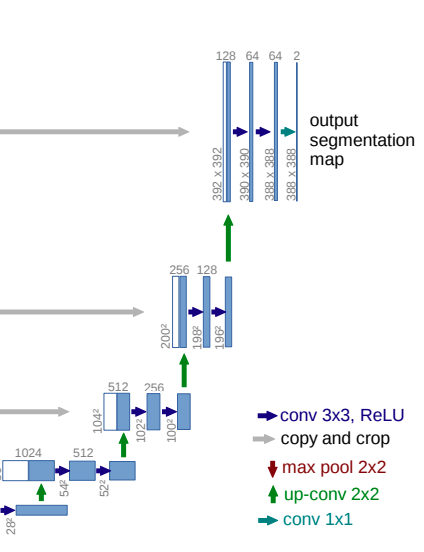 128 64 64 2
392 x 392
390 x 390
388 x 388
388 x 388
output
segmentation
map
256 128
200²
198²
196²
512 256
104²
102²
100²
conv 3x3, ReLU
copy and crop
max pool 2x2
up-conv 2x2
conv 1x1
1024 512
54²
52²
28²